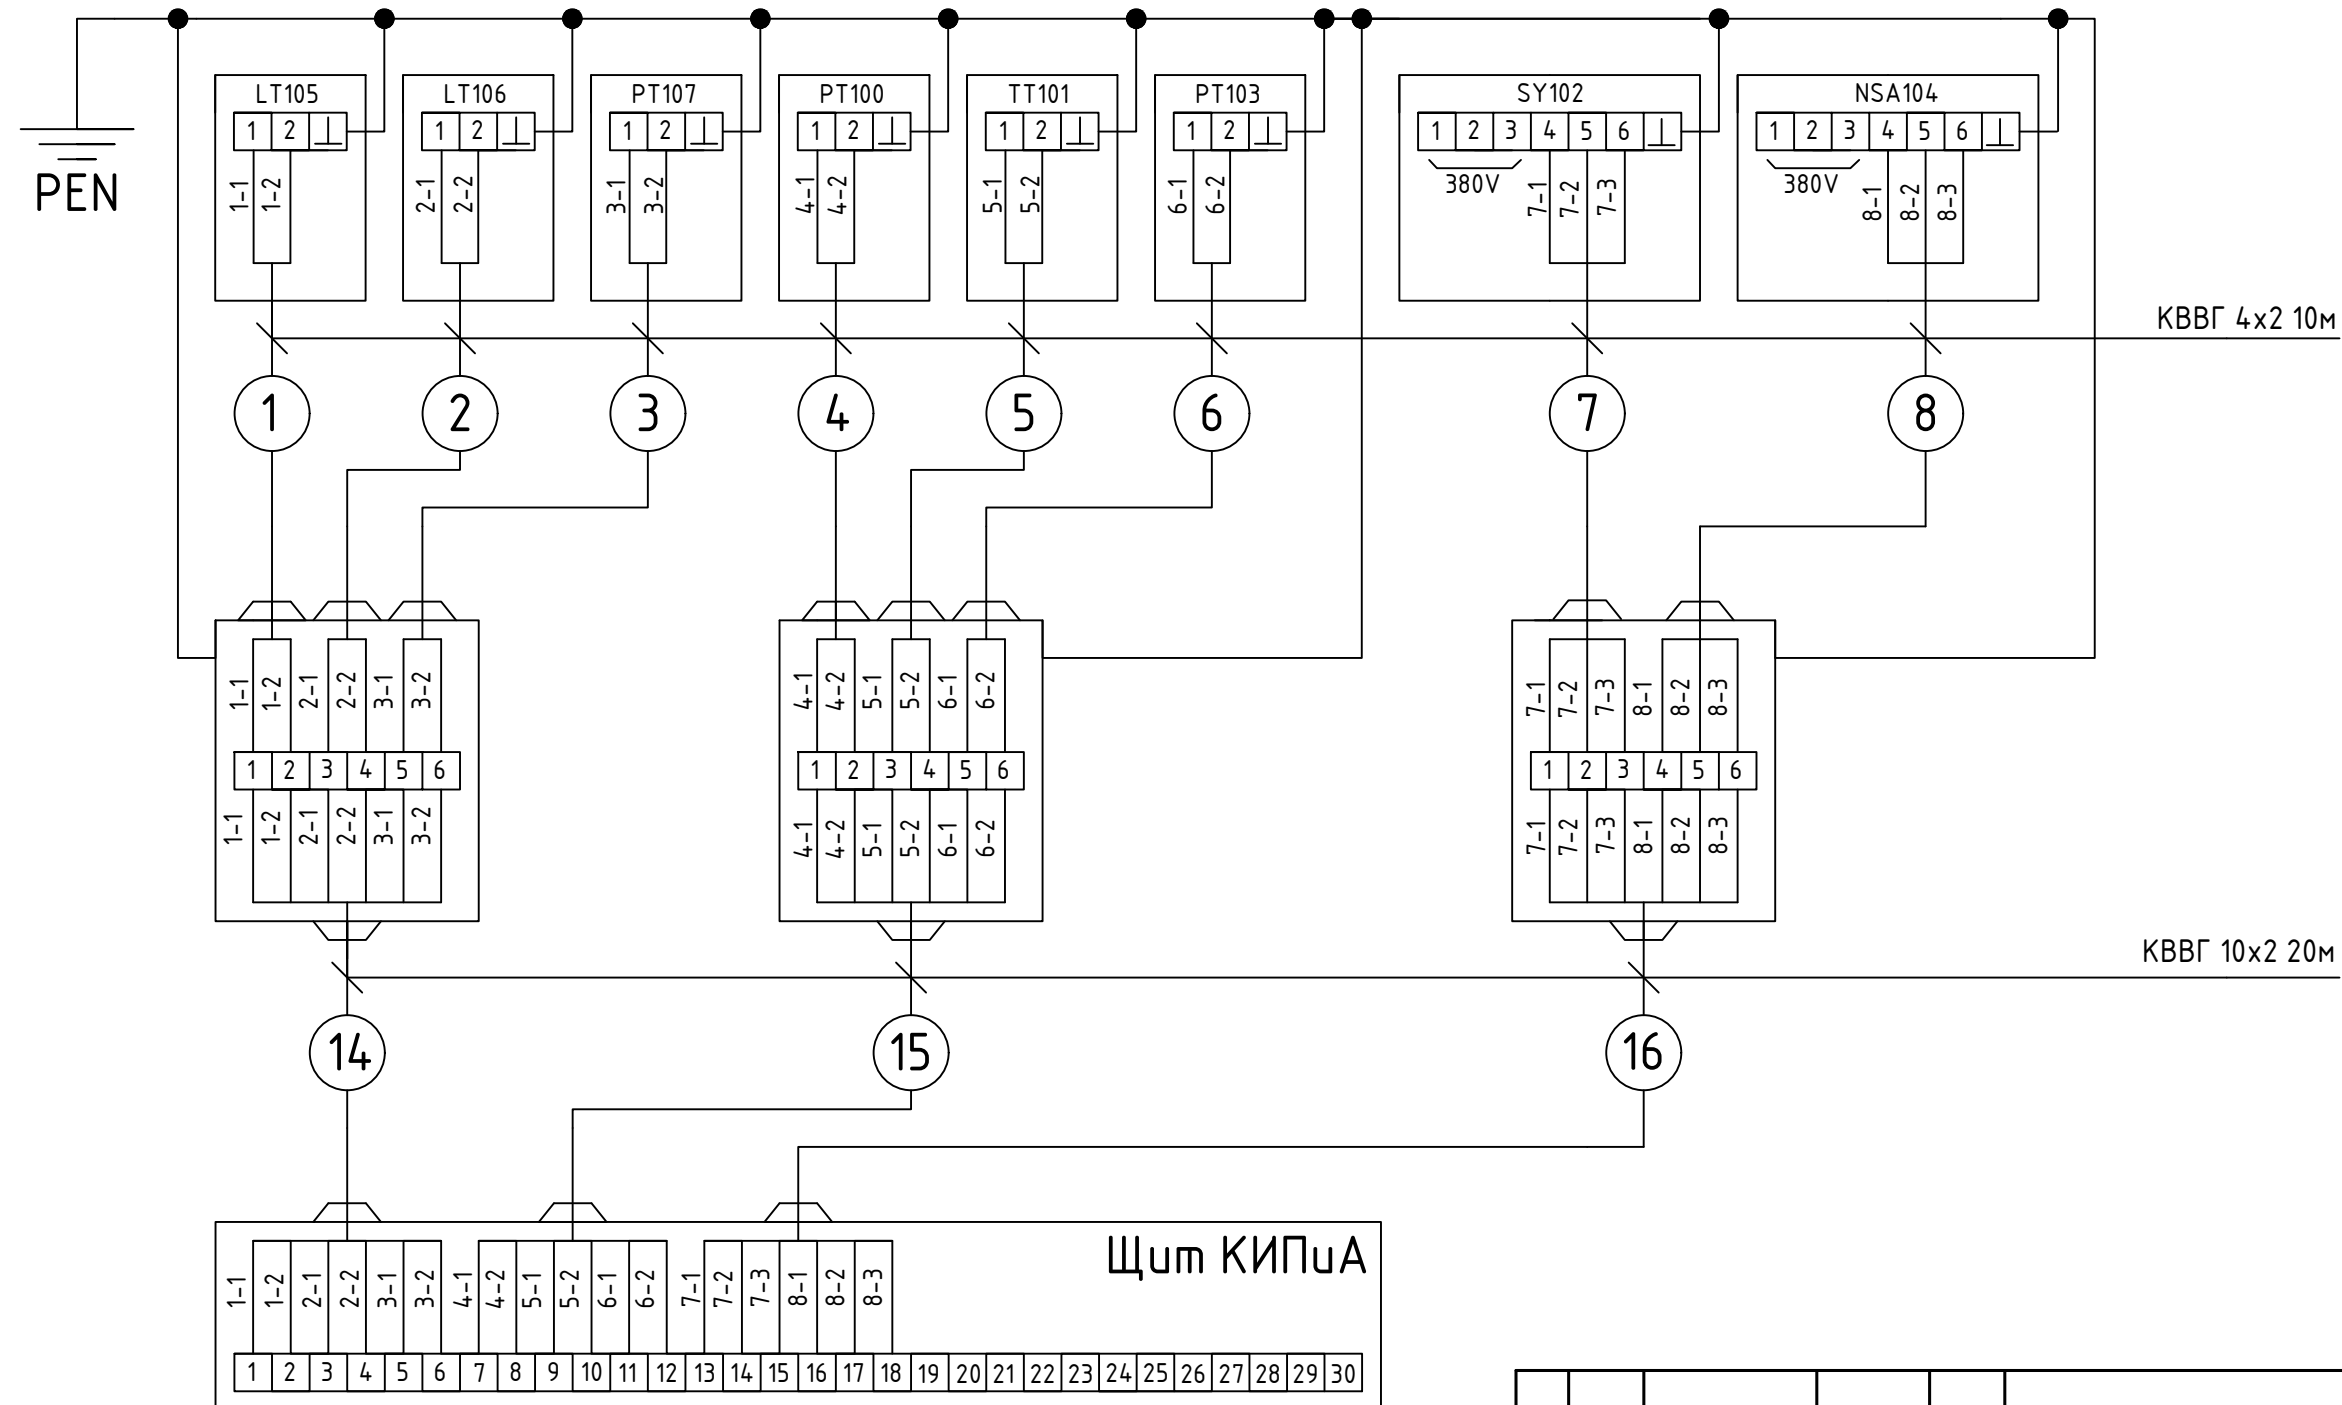 LT105 LT106 PT107 PT100 TT101 PT103 SY102 NSA104
1 2 1 2 1 2 1 2 1 2 1 2 1 2 3 4 5 6 1 2 3 4 5 6
PEN
380V 380V
1-1 1-2 2-1 2-2 3-1 3-2 4-1 4-2 5-1 5-2 6-1 6-2 7-1 7-2 7-3 8-1 8-2 8-3
КВВГ 4х2 10м
1 2 3 4 5 6 7 8
1-1 1-2 2-1 2-2 3-1 3-2 4-1 4-2 5-1 5-2 6-1 6-2 7-1 7-2 7-3 8-1 8-2 8-3
1 2 3 4 5 6 1 2 3 4 5 6 1 2 3 4 5 6
1-1 1-2 2-1 2-2 3-1 3-2 4-1 4-2 5-1 5-2 6-1 6-2 7-1 7-2 7-3 8-1 8-2 8-3
КВВГ 10х2 20м
14 15 16
Щит КИПиА
1-1 1-2 2-1 2-2 3-1 3-2 4-1 4-2 5-1 5-2 6-1 6-2 7-1 7-2 7-3 8-1 8-2 8-3
1 2 3 4 5 6 7 8 9 10 11 12 13 14 15 16 17 18 19 20 21 22 23 24 25 26 27 28 29 30